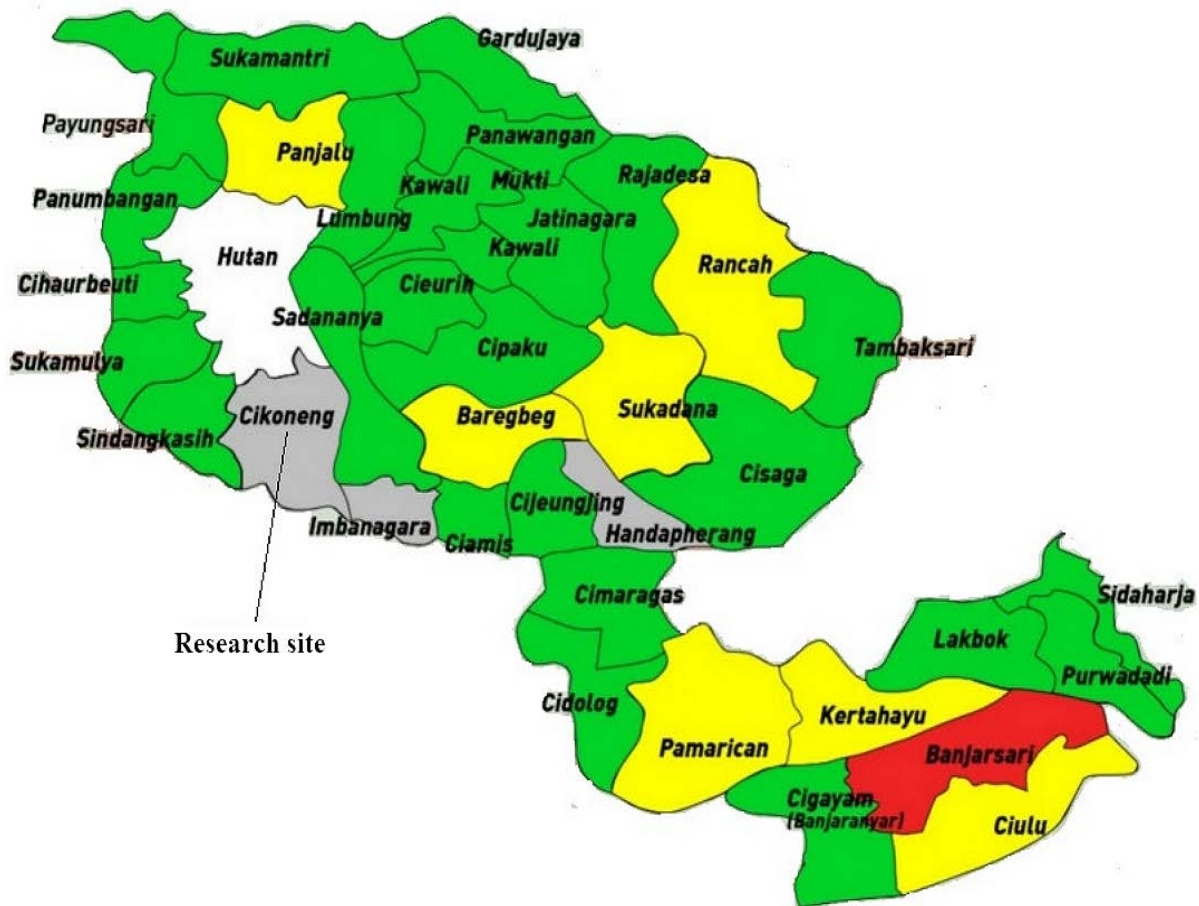 Gardujaya
Sukamantri
Payungsari
Panjalu
Panawangan
Rajadesa
Panumbangan
Kawali
Mukti
Lumbung
Jatinagara
Hutan
Kawali
Rancah
Cihaurbeuti
Cieurih
Sadananya
Tambaksari
Sukamulya
Cipaku
Cikoneng
Baregbeg
Sukadana
Sindangkasih
Cisaga
Imbanagara
Cijeungjing
Handapherang
Ciamis
Cimaragas
Sidaharja
Research site
Lakbok
Purwadadi
Cidolog
Kertahayu
Pamarican
Banjarsari
Cigayam
(Banjaranyar)
Ciulu